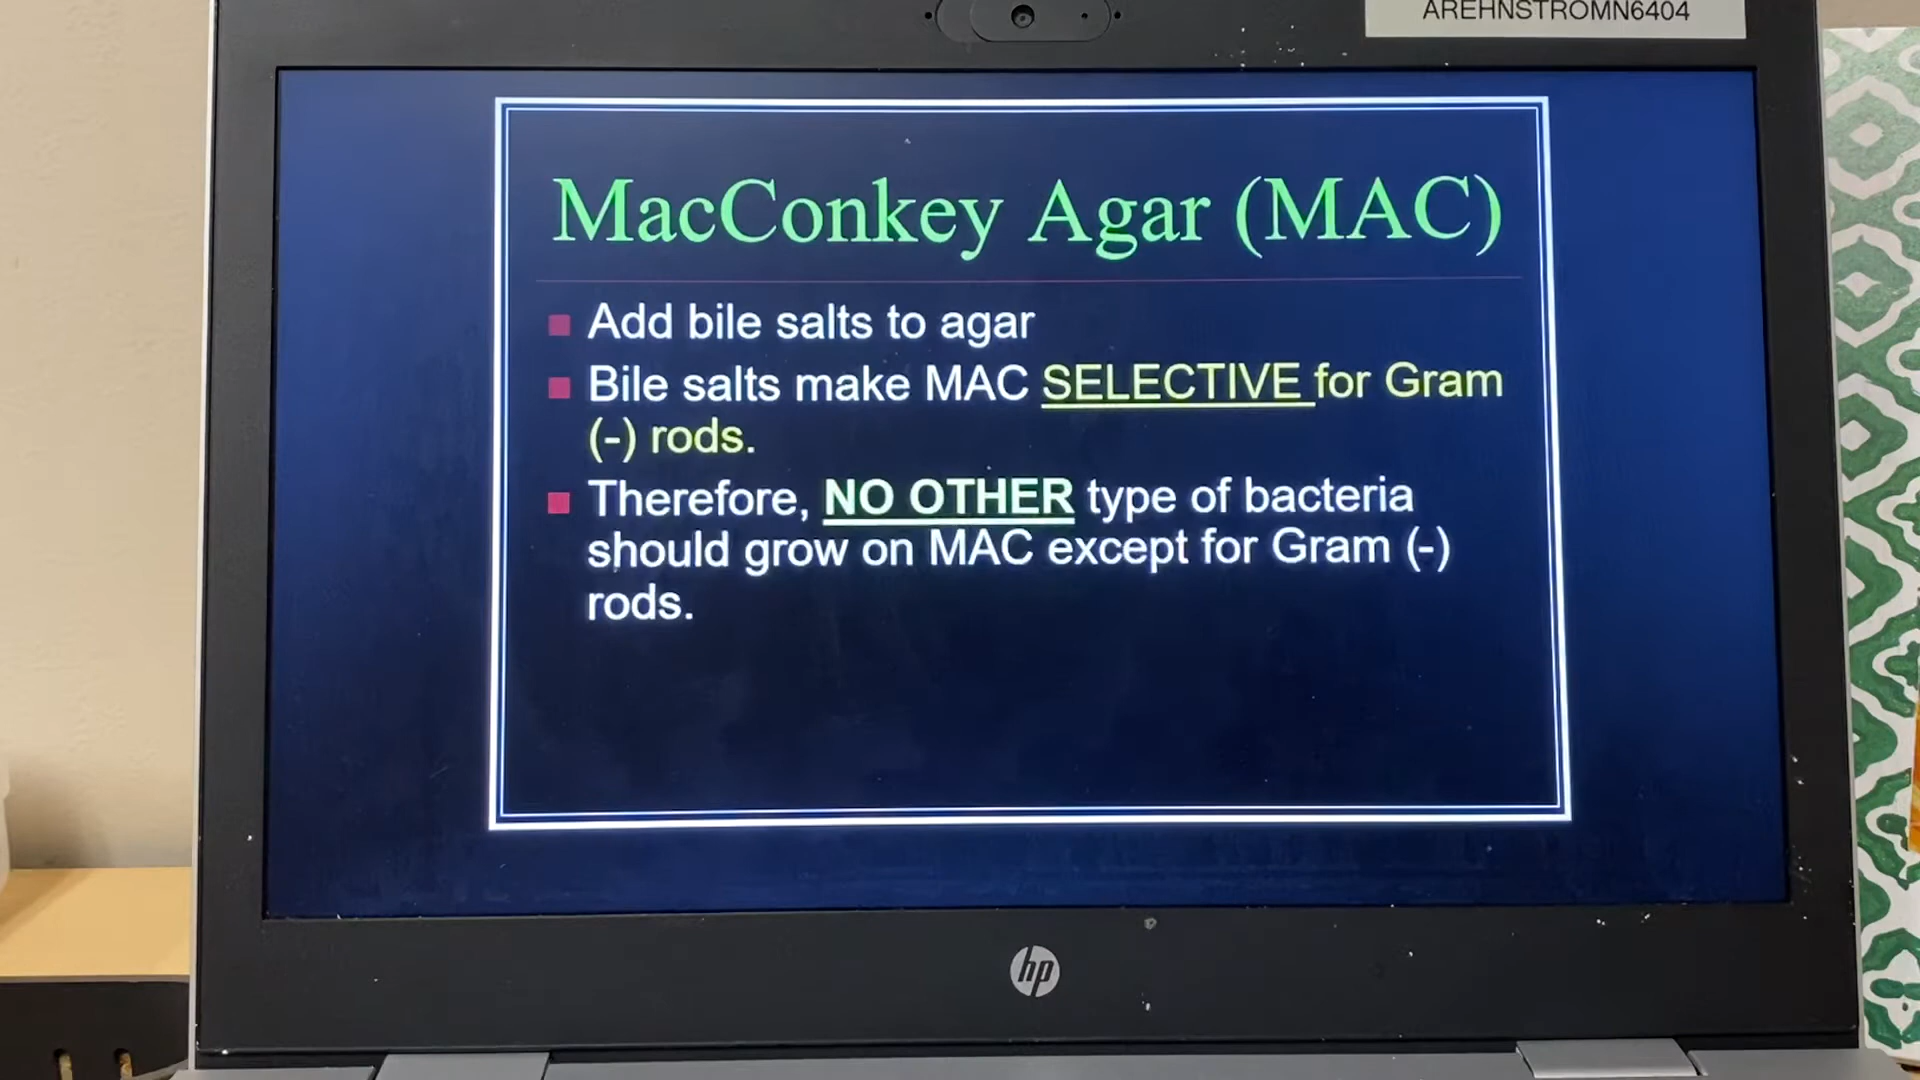 AREHNSTROMN6404
MacConkey Agar (MAC)
Add bile salts to agar
Bile salts make MAC SELECTIVE for Gram
(-) rods.
Therefore, NO OTHER type of bacteria
should grow on MAC except for Gram (-)
rods.
hp